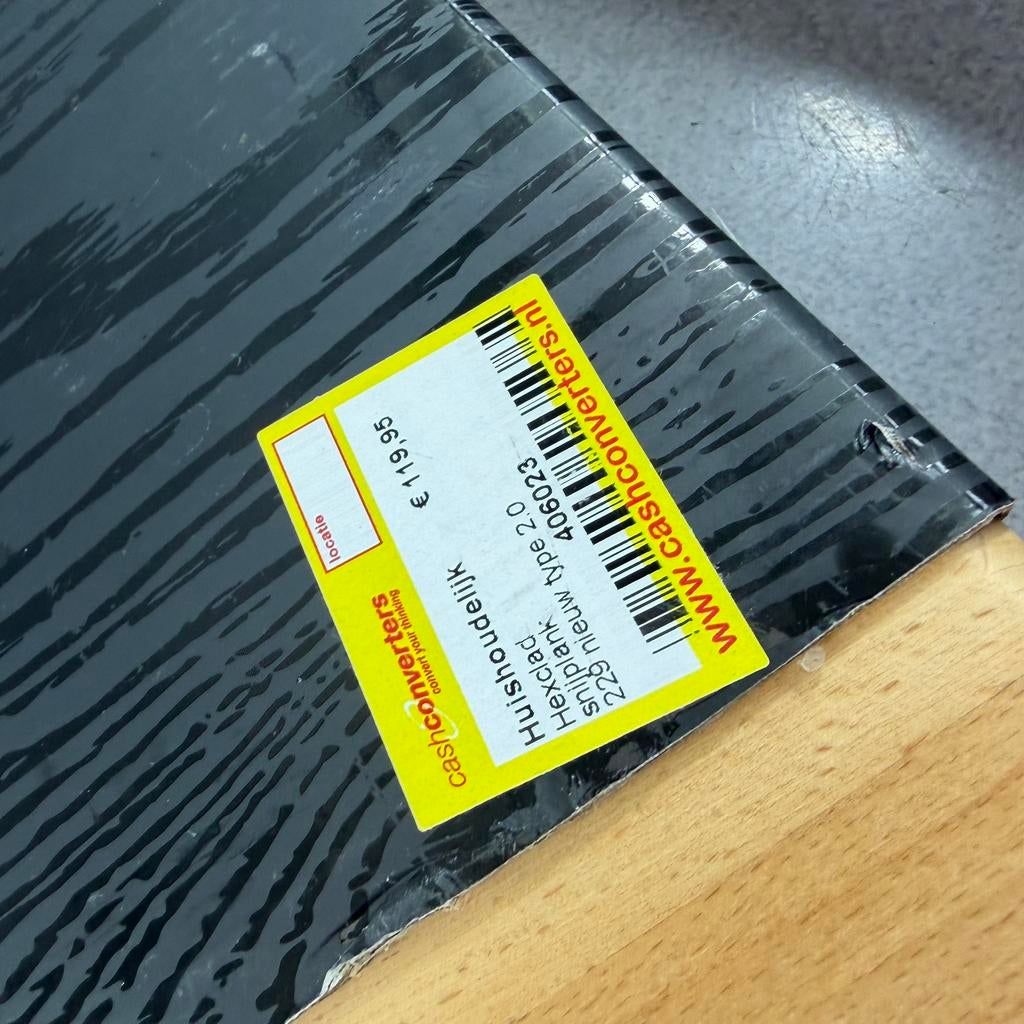 cashconverters
convert your thinking
locatie
Huishoudelijk
€ 119,95
Hexclad
snijplank
229 nieuw type 2.0
406023
www.cashconverters.nl